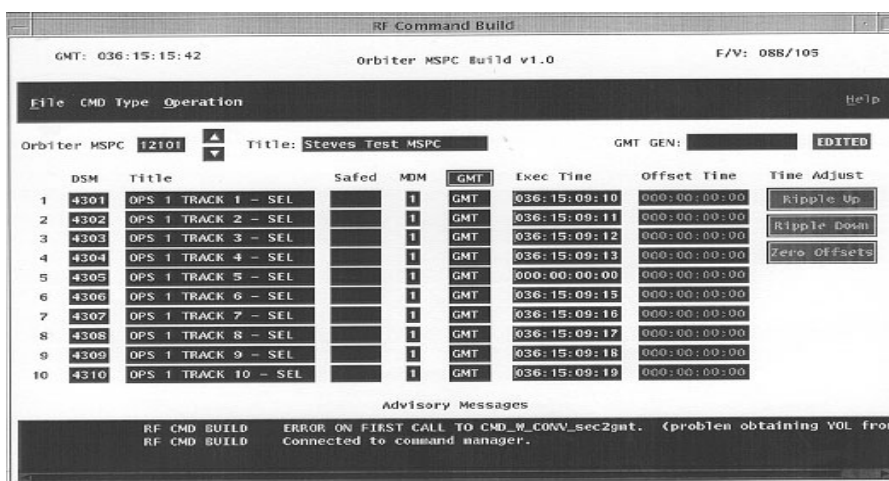 RF Command Build
GMT: 036:15:15:42 Orbiter MSPC Build v1.0 F/V: 088/105
File CMD Type Operation Help
Orbiter MSPC 12101 Title: Steves Test MSPC GMT GEN: EDITED
DSM Title Safed MDM GMT Exec Time Offset Time Time Adjust
1 4301 OPS 1 TRACK 1 - SEL 1 GMT 036:15:09:10 000:00:00:00 Ripple Up
2 4302 OPS 1 TRACK 2 - SEL 1 GMT 036:15:09:11 000:00:00:00 Ripple Down
3 4303 OPS 1 TRACK 3 - SEL 1 GMT 036:15:09:12 000:00:00:00
4 4304 OPS 1 TRACK 4 - SEL 1 GMT 036:15:09:13 000:00:00:00 Zero Offsets
5 4305 OPS 1 TRACK 5 - SEL 1 GMT 000:00:00:00 000:00:00:00
6 4306 OPS 1 TRACK 6 - SEL 1 GMT 036:15:09:15 000:00:00:00
7 4307 OPS 1 TRACK 7 - SEL 1 GMT 036:15:09:16 000:00:00:00
8 4308 OPS 1 TRACK 8 - SEL 1 GMT 036:15:09:17 000:00:00:00
9 4309 OPS 1 TRACK 9 - SEL 1 GMT 036:15:09:18 000:00:00:00
10 4310 OPS 1 TRACK 10 - SEL 1 GMT 036:15:09:19 000:00:00:00
Advisory Messages
RF CMD BUILD ERROR ON FIRST CALL TO CMD_W_CONV_sec2gmt. (problem obtaining YOL fro
RF CMD BUILD Connected to command manager.